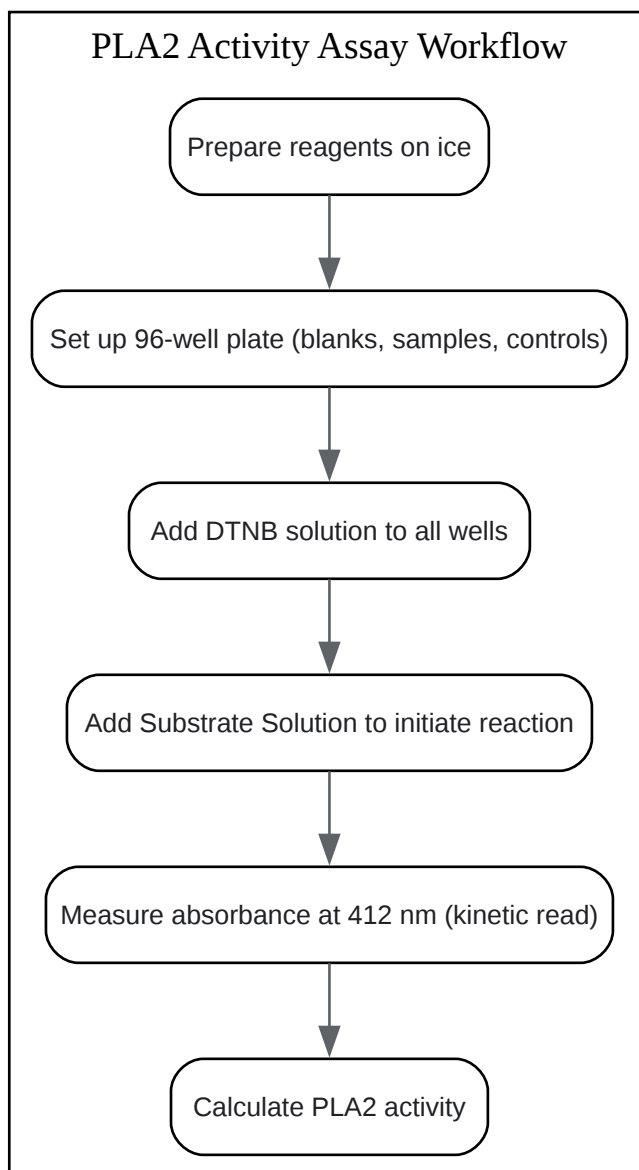 PLA2 Activity Assay Workflow
Prepare reagents on ice
Set up 96-well plate (blanks, samples, controls)
Add DTNB solution to all wells
Add Substrate Solution to initiate reaction
Measure absorbance at 412 nm (kinetic read)
Calculate PLA2 activity